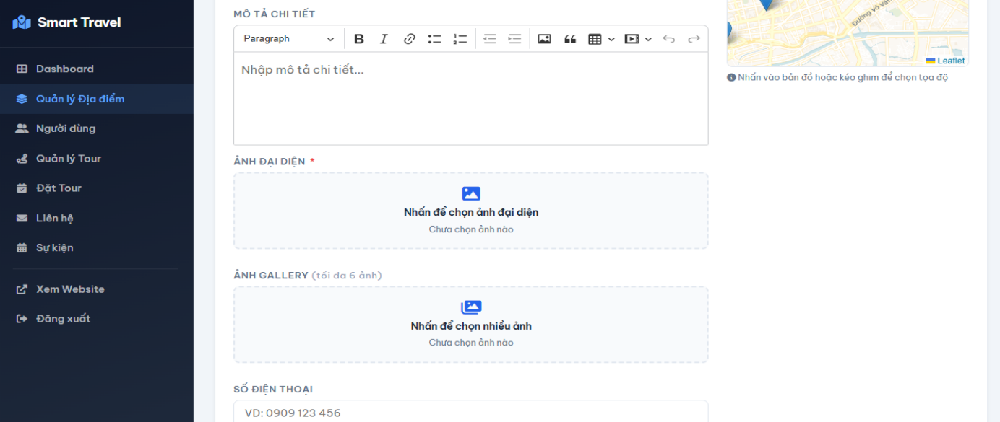 Smart Travel
Dashboard
Quản lý Địa điểm
Người dùng
Quản lý Tour
Đặt Tour
Liên hệ
Sự kiện
Xem Website
Đăng xuất
MÔ TẢ CHI TIẾT
Paragraph
Nhập mô tả chi tiết...
ẢNH ĐẠI DIỆN *
Nhấn để chọn ảnh đại diện
Chưa chọn ảnh nào
ẢNH GALLERY (tối đa 6 ảnh)
Nhấn để chọn nhiều ảnh
Chưa chọn ảnh nào
SỐ ĐIỆN THOẠI
VD: 0909 123 456
Đường Võ Văn
Leaflet
Nhấn vào bản đồ hoặc kéo ghim để chọn tọa độ